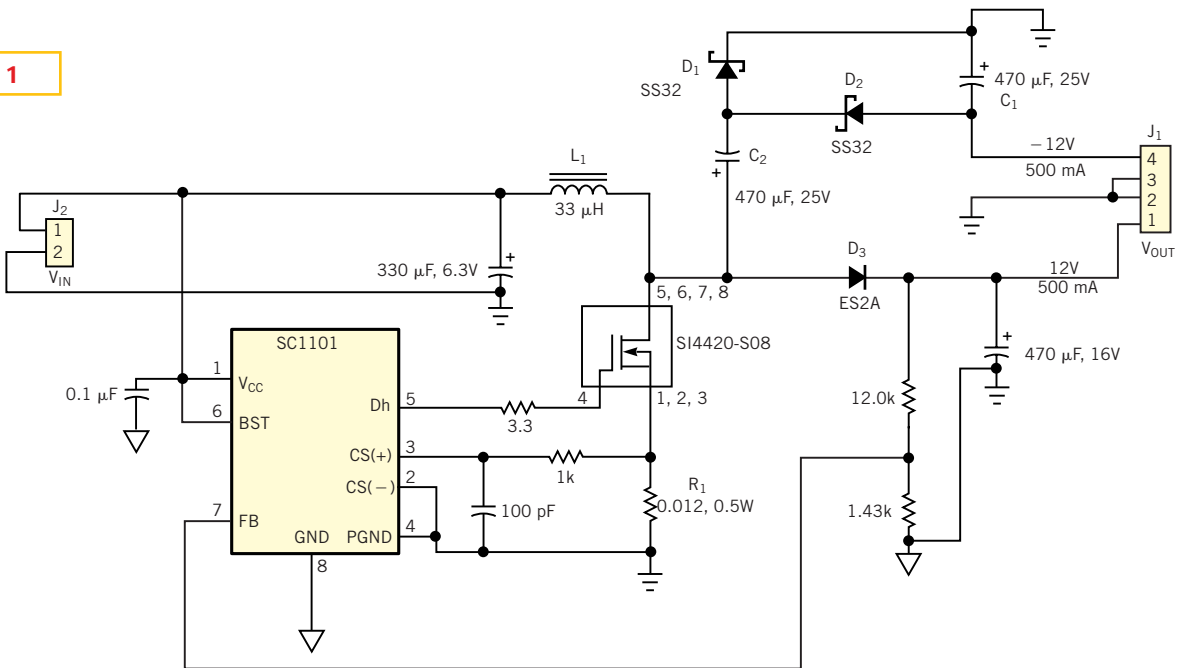 1
D₁
SS32
D₂
SS32
+
470 µF, 25V
C₁
C₂
+
470 µF, 25V
−12V
500 mA
J₁
4
3
2
1
V_OUT
L₁
33 µH
J₂
1
2
V_IN
330 µF, 6.3V
+
D₃
ES2A
12V
500 mA
5, 6, 7, 8
SI4420-S08
4
1, 2, 3
+
470 µF, 16V
SC1101
1
V_CC
0.1 µF
6
BST
Dh
5
3.3
12.0k
CS(+)
3
1k
CS(−)
2
100 pF
R₁
0.012, 0.5W
1.43k
7
FB
GND
PGND
4
8